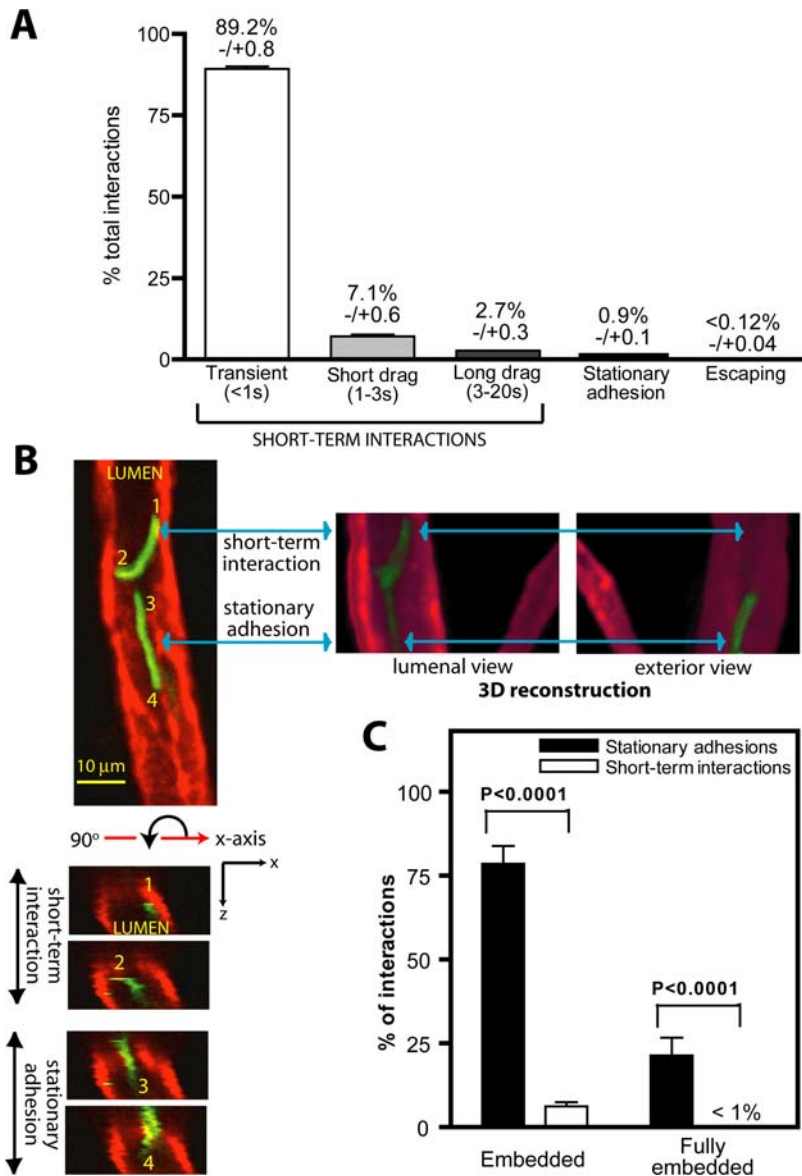 A
% total interactions
100
75
50
25
0
89.2%
-/+0.8
7.1%
-/+0.6
2.7%
-/+0.3
0.9%
-/+0.1
<0.12%
-/+0.04
Transient
(<1s)
Short drag
(1-3s)
Long drag
(3-20s)
Stationary
adhesion
Escaping
SHORT-TERM INTERACTIONS
B
LUMEN
1
2
3
4
10 μm
short-term
interaction
stationary
adhesion
lumenal view
exterior view
3D reconstruction
90°
x-axis
x
z
short-term
interaction
1
LUMEN
2
stationary
adhesion
3
4
C
Stationary adhesions
Short-term interactions
% of interactions
100
75
50
25
0
P<0.0001
P<0.0001
< 1%
Embedded
Fully
embedded